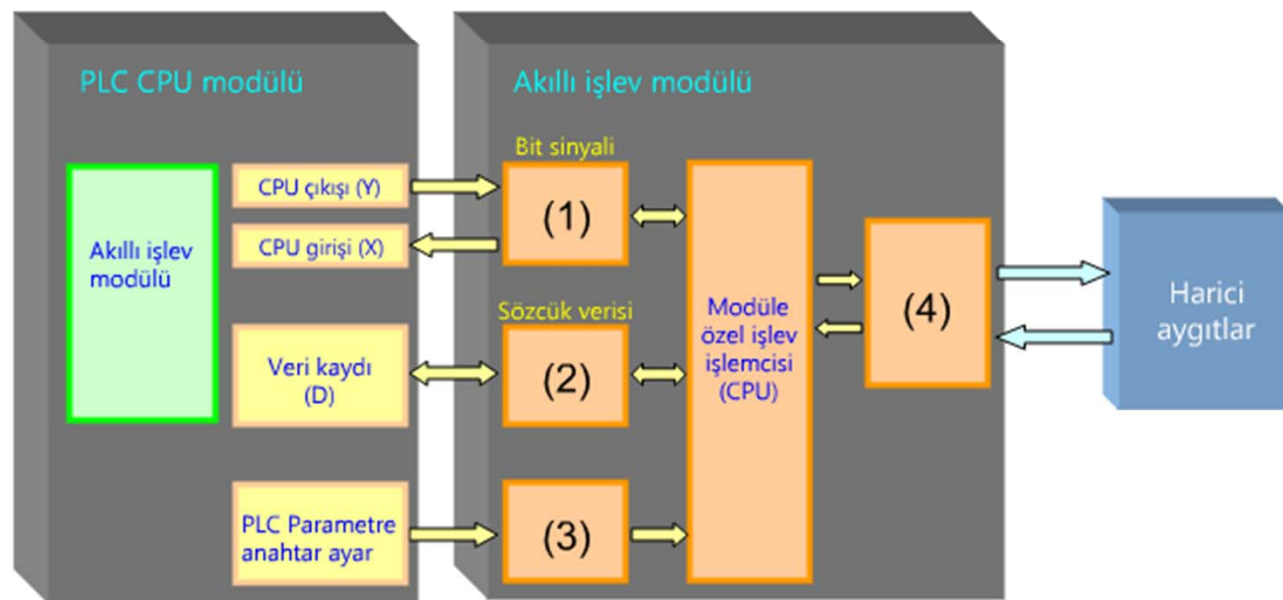 PLC CPU modülü
Akıllı işlev
modülü
CPU çıkışı (Y)
CPU girişi (X)
Veri kaydı
(D)
PLC Parametre
anahtar ayar
Akıllı işlev modülü
Bit sinyali
(1)
Sözcük verisi
(2)
(3)
Modüle
özel işlev
işlemcisi
(CPU)
(4)
Harici
aygıtlar